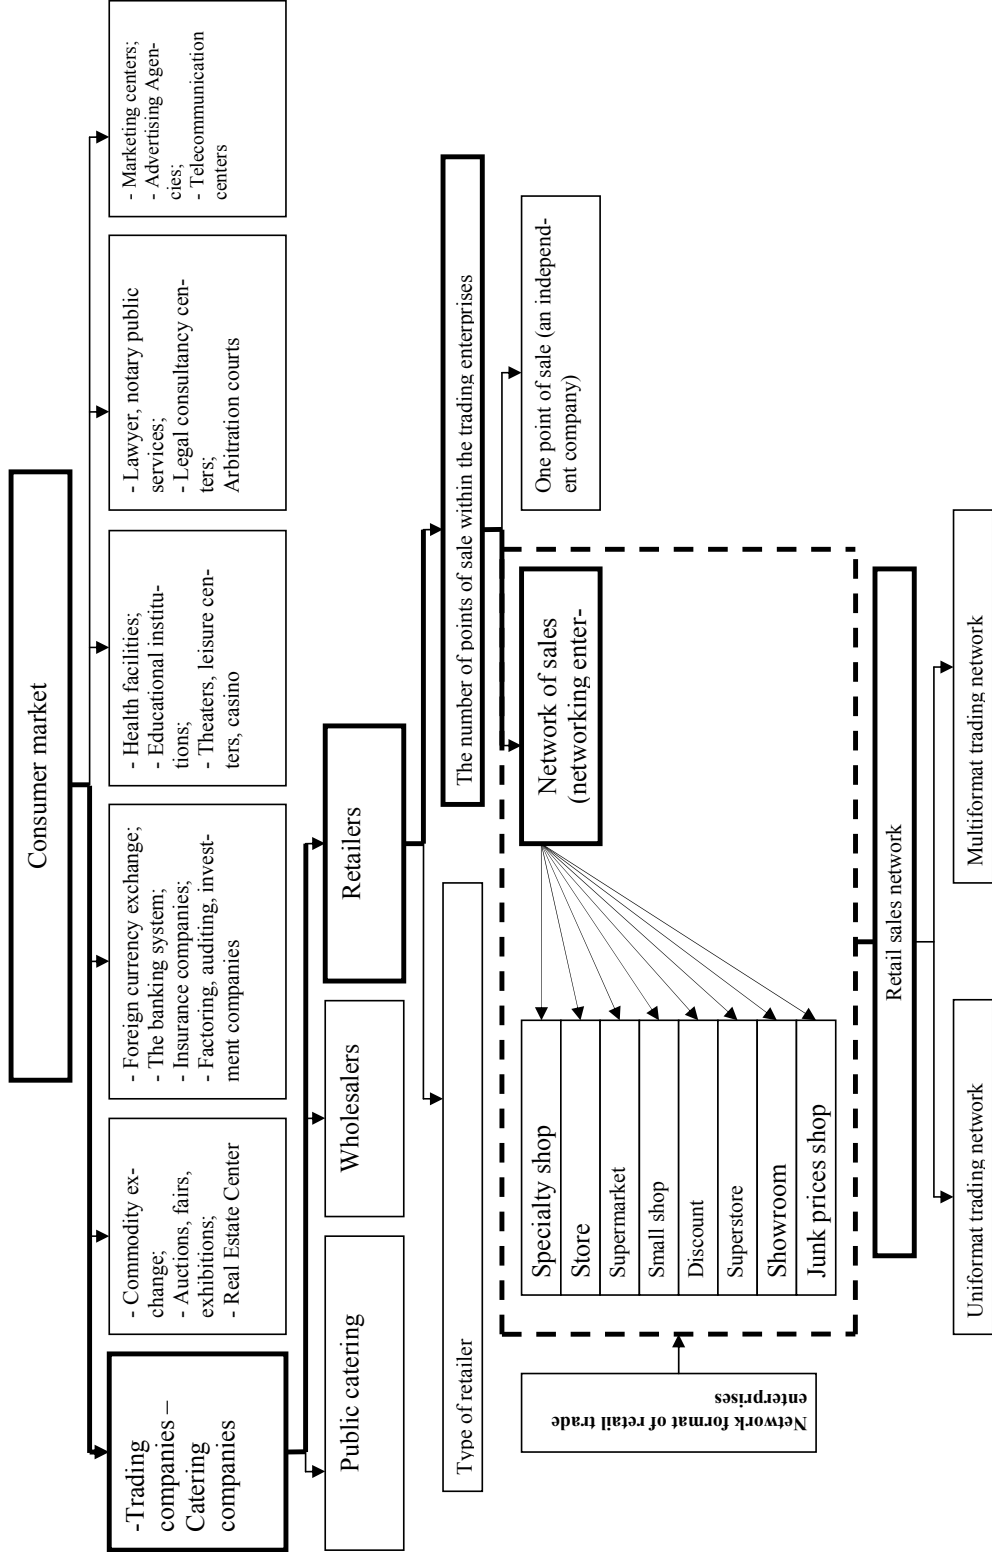 Consumer market
-Trading
companies –
Catering
companies
- Commodity ex-
change;
- Auctions, fairs,
exhibitions;
- Real Estate Center
- Foreign currency exchange;
- The banking system;
- Insurance companies;
- Factoring, auditing, invest-
ment companies
- Health facilities;
- Educational institu-
tions;
- Theaters, leisure cen-
ters, casino
- Lawyer, notary public
services;
- Legal consultancy cen-
ters;
Arbitration courts
- Marketing centers;
- Advertising Agen-
cies;
- Telecommunication
centers
Public catering
Wholesalers
Retailers
Type of retailer
The number of points of sale within the trading enterprises
Network format of retail trade
enterprises
Specialty shop
Store
Supermarket
Small shop
Discount
Superstore
Showroom
Junk prices shop
Network of sales
(networking enter-
One point of sale (an independ-
ent company)
Retail sales network
Uniformat trading network
Multiformat trading network